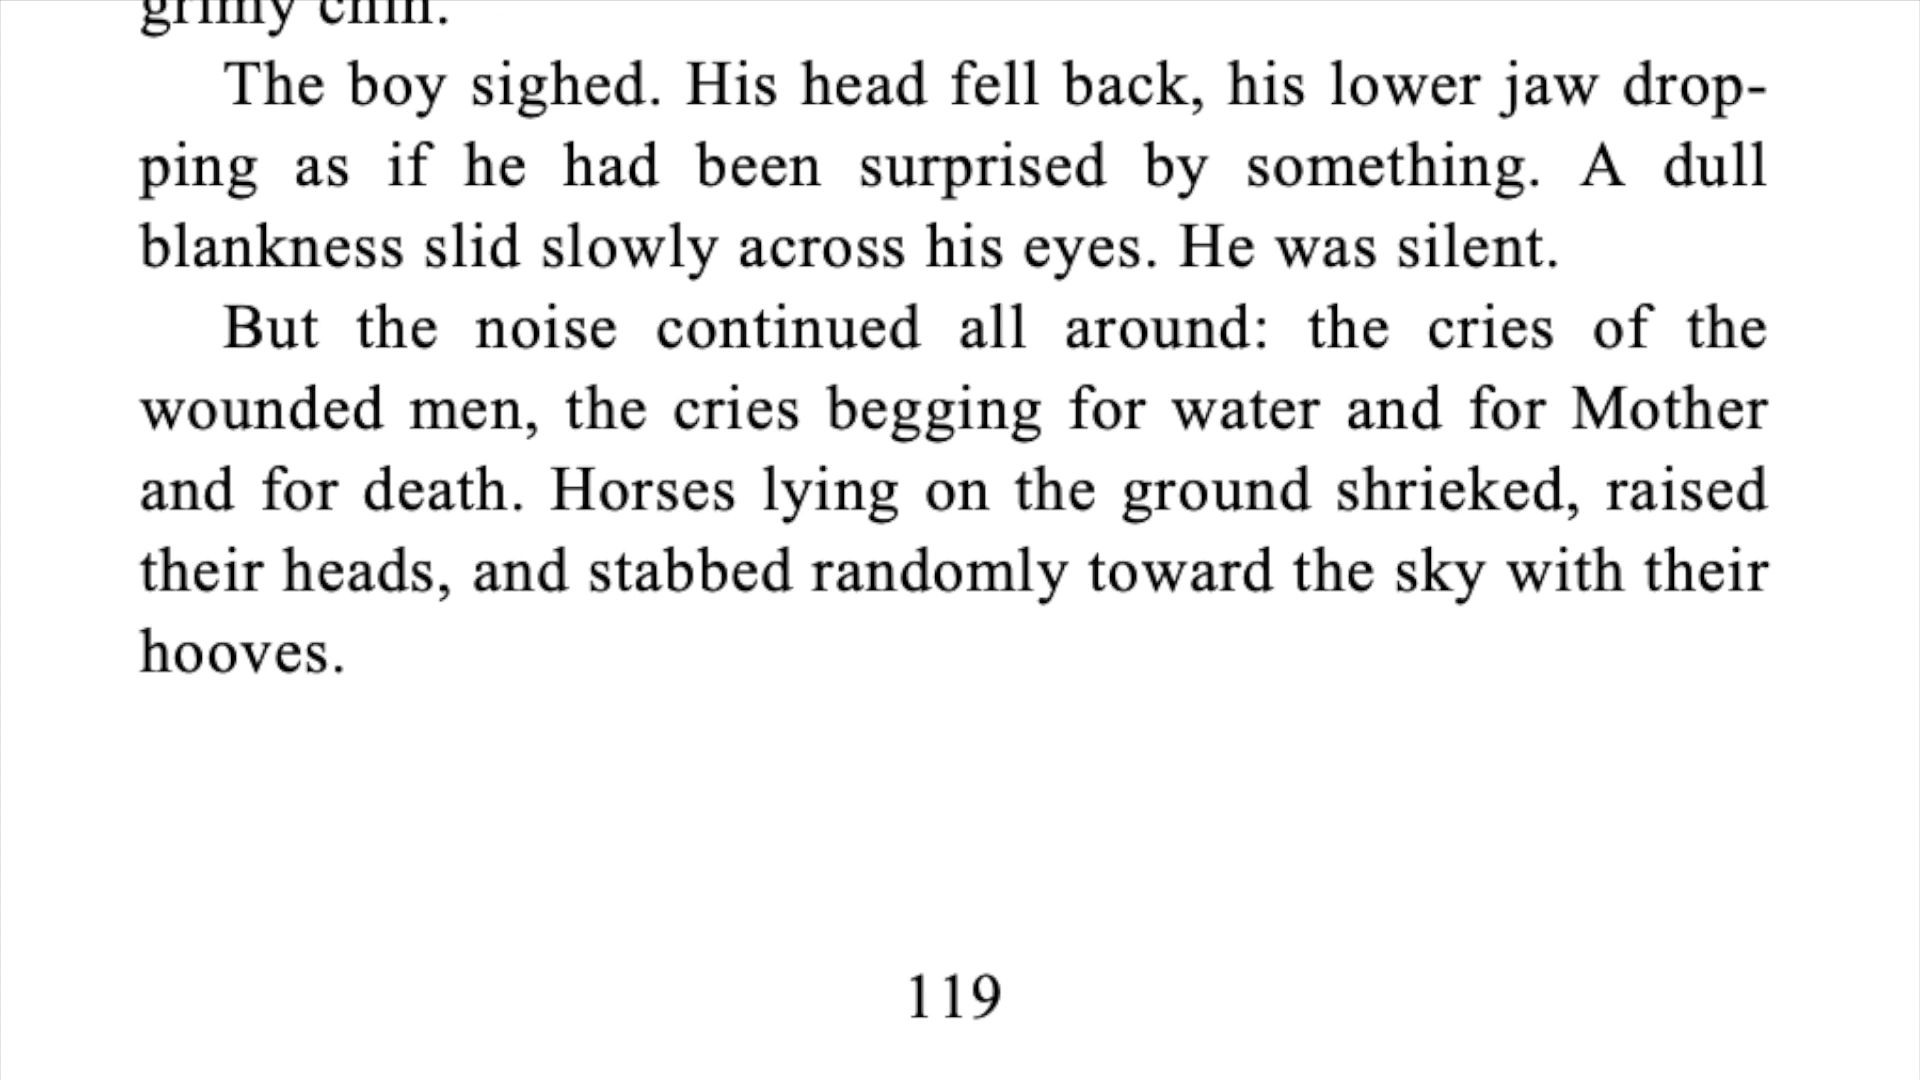 grimy chin.
The boy sighed. His head fell back, his lower jaw drop-
ping as if he had been surprised by something. A dull
blankness slid slowly across his eyes. He was silent.
But the noise continued all around: the cries of the
wounded men, the cries begging for water and for Mother
and for death. Horses lying on the ground shrieked, raised
their heads, and stabbed randomly toward the sky with their
hooves.
119